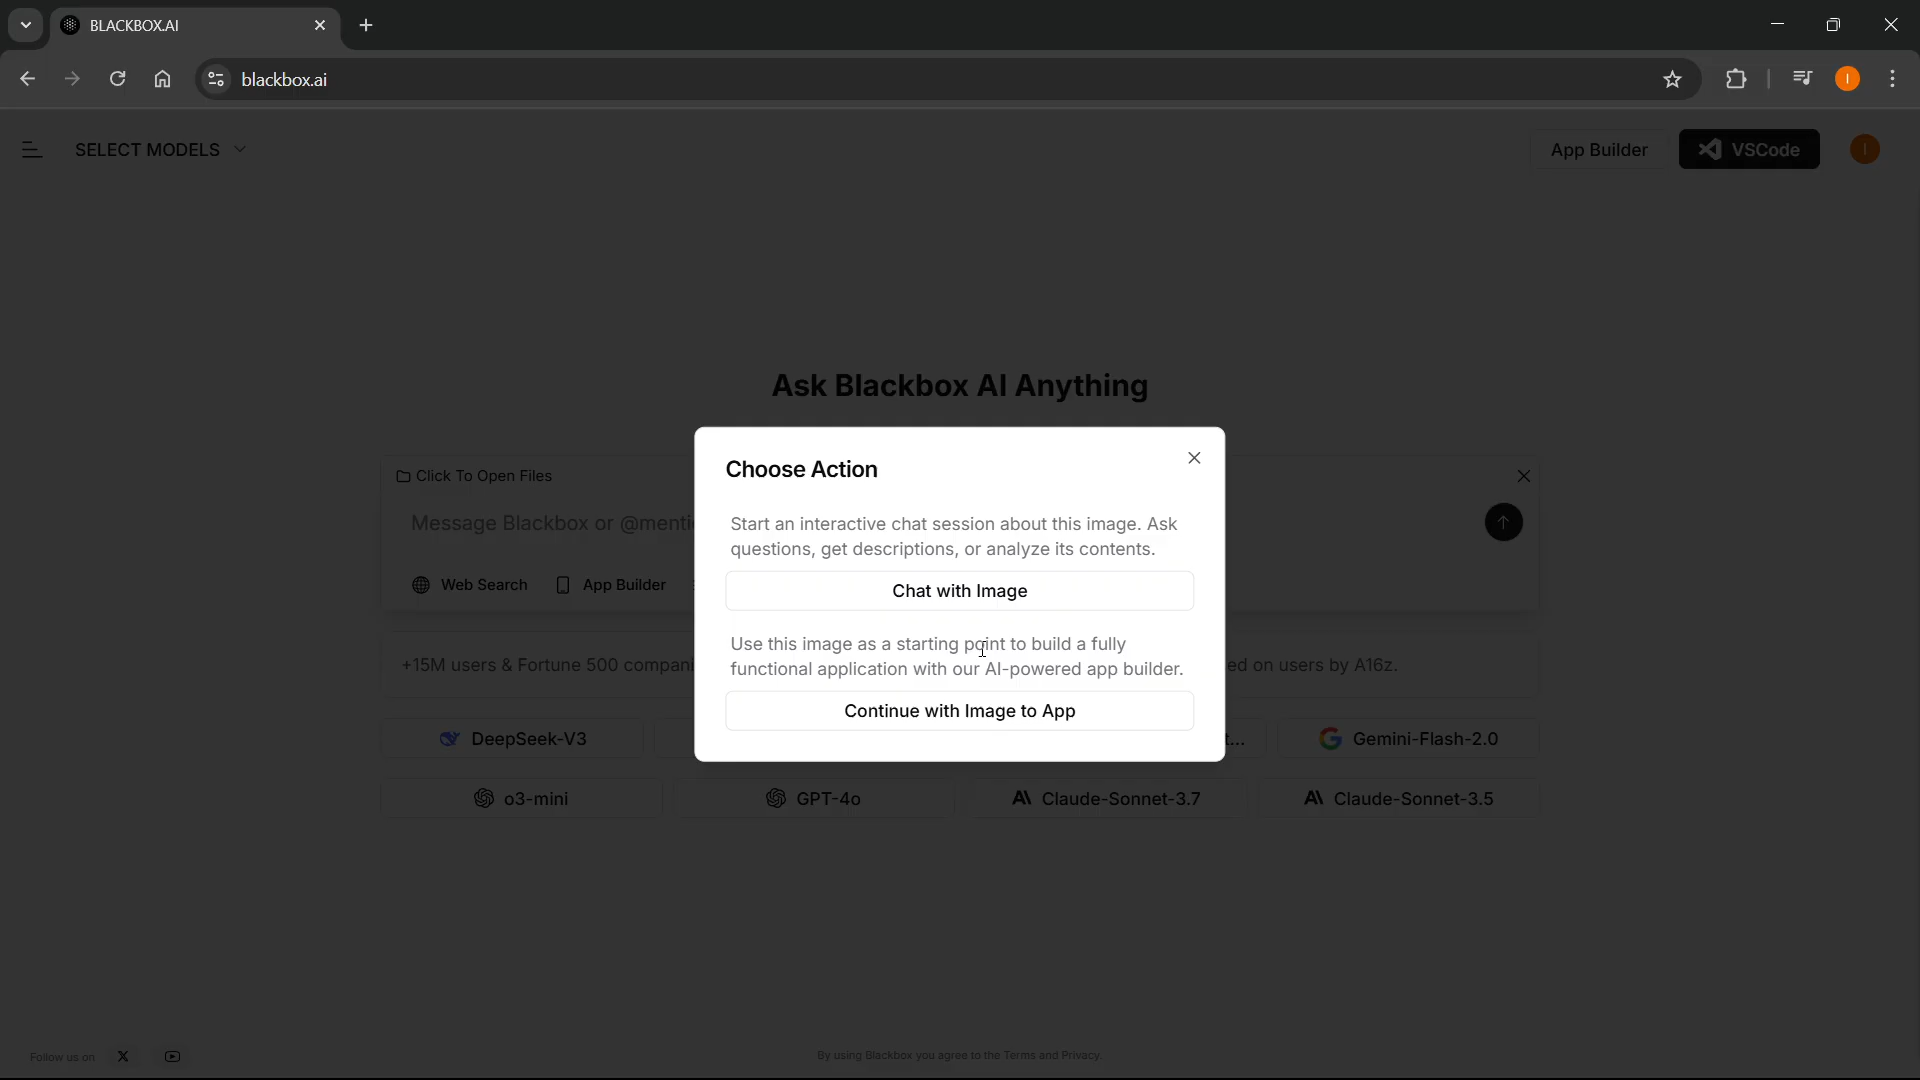 BLACKBOX.AI
blackbox.ai
SELECT MODELS
App Builder
VSCode
I
I
Ask Blackbox AI Anything
Click To Open Files
Message Blackbox or @menti
Web Search
App Builder
Choose Action
Start an interactive chat session about this image. Ask
questions, get descriptions, or analyze its contents.
Chat with Image
Use this image as a starting point to build a fully
functional application with our AI-powered app builder.
Continue with Image to App
+15M users & Fortune 500 compani
ed on users by A16z.
DeepSeek-V3
t...
Gemini-Flash-2.0
o3-mini
GPT-4o
Claude-Sonnet-3.7
Claude-Sonnet-3.5
Follow us on
By using Blackbox you agree to the Terms and Privacy.